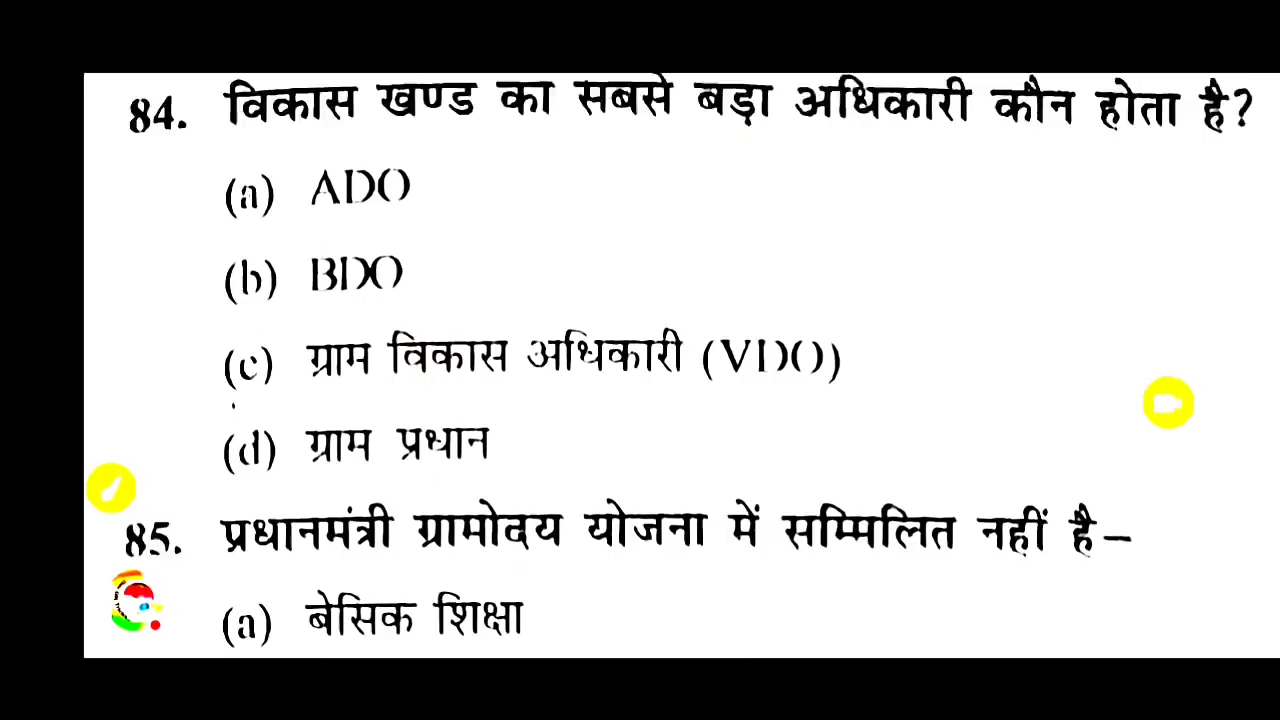 84. विकास खण्ड का सबसे बड़ा अधिकारी कौन होता है?
(a) ADO
(b) BDO
(c) ग्राम विकास अधिकारी (VDO)
(d) ग्राम प्रधान
85. प्रधानमंत्री ग्रामोदय योजना में सम्मिलित नहीं है–
(a) बेसिक शिक्षा